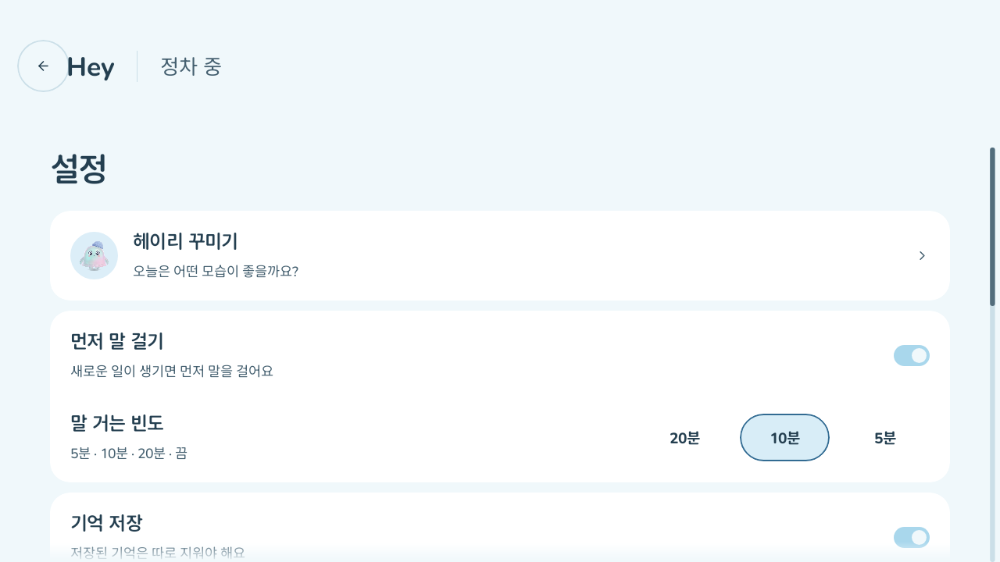 Hey
정차 중
설정
헤이리 꾸미기
오늘은 어떤 모습이 좋을까요?
먼저 말 걸기
새로운 일이 생기면 먼저 말을 걸어요
말 거는 빈도
5분 · 10분 · 20분 · 끔
20분
10분
5분
기억 저장
저장된 기억은 따로 지워야 해요